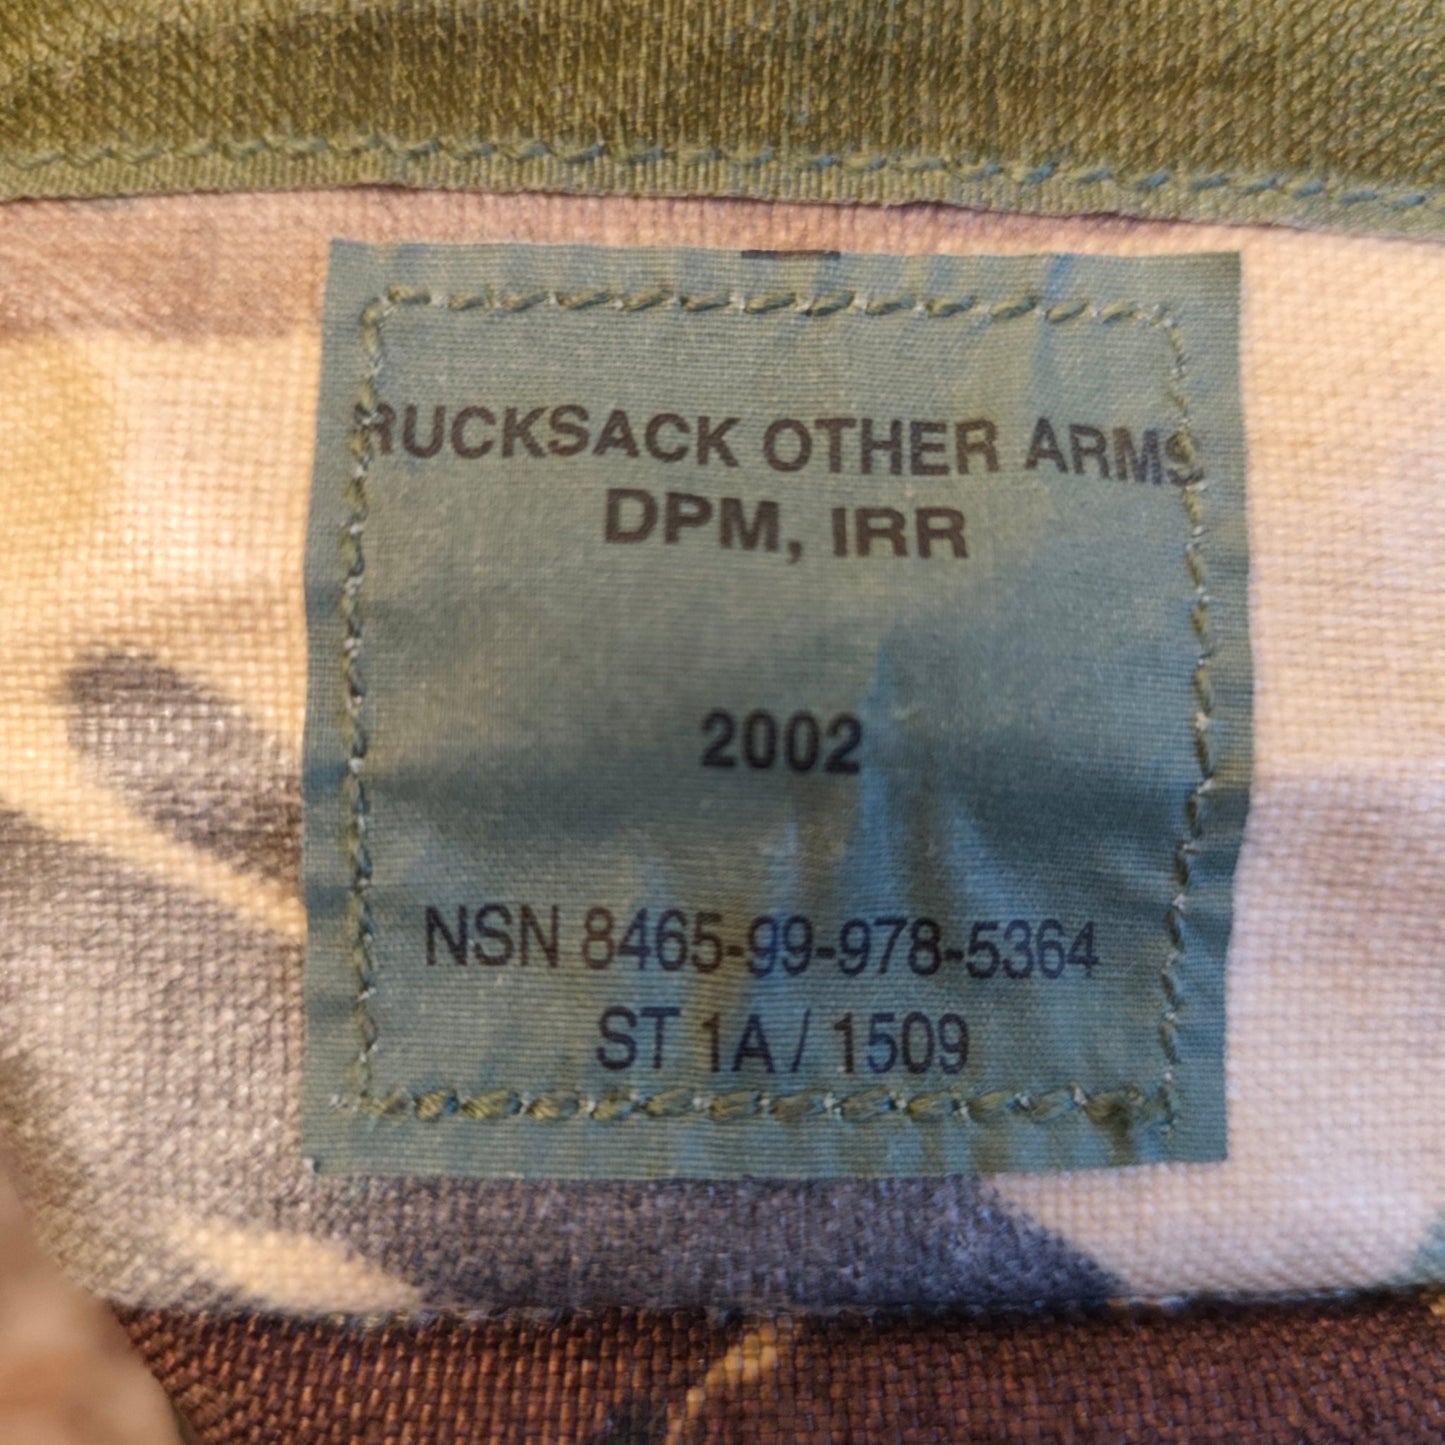 RUCKSACK OTHER ARMS
DPM, IRR
2002
NSN 8465-99-978-5364
ST 1A / 1509